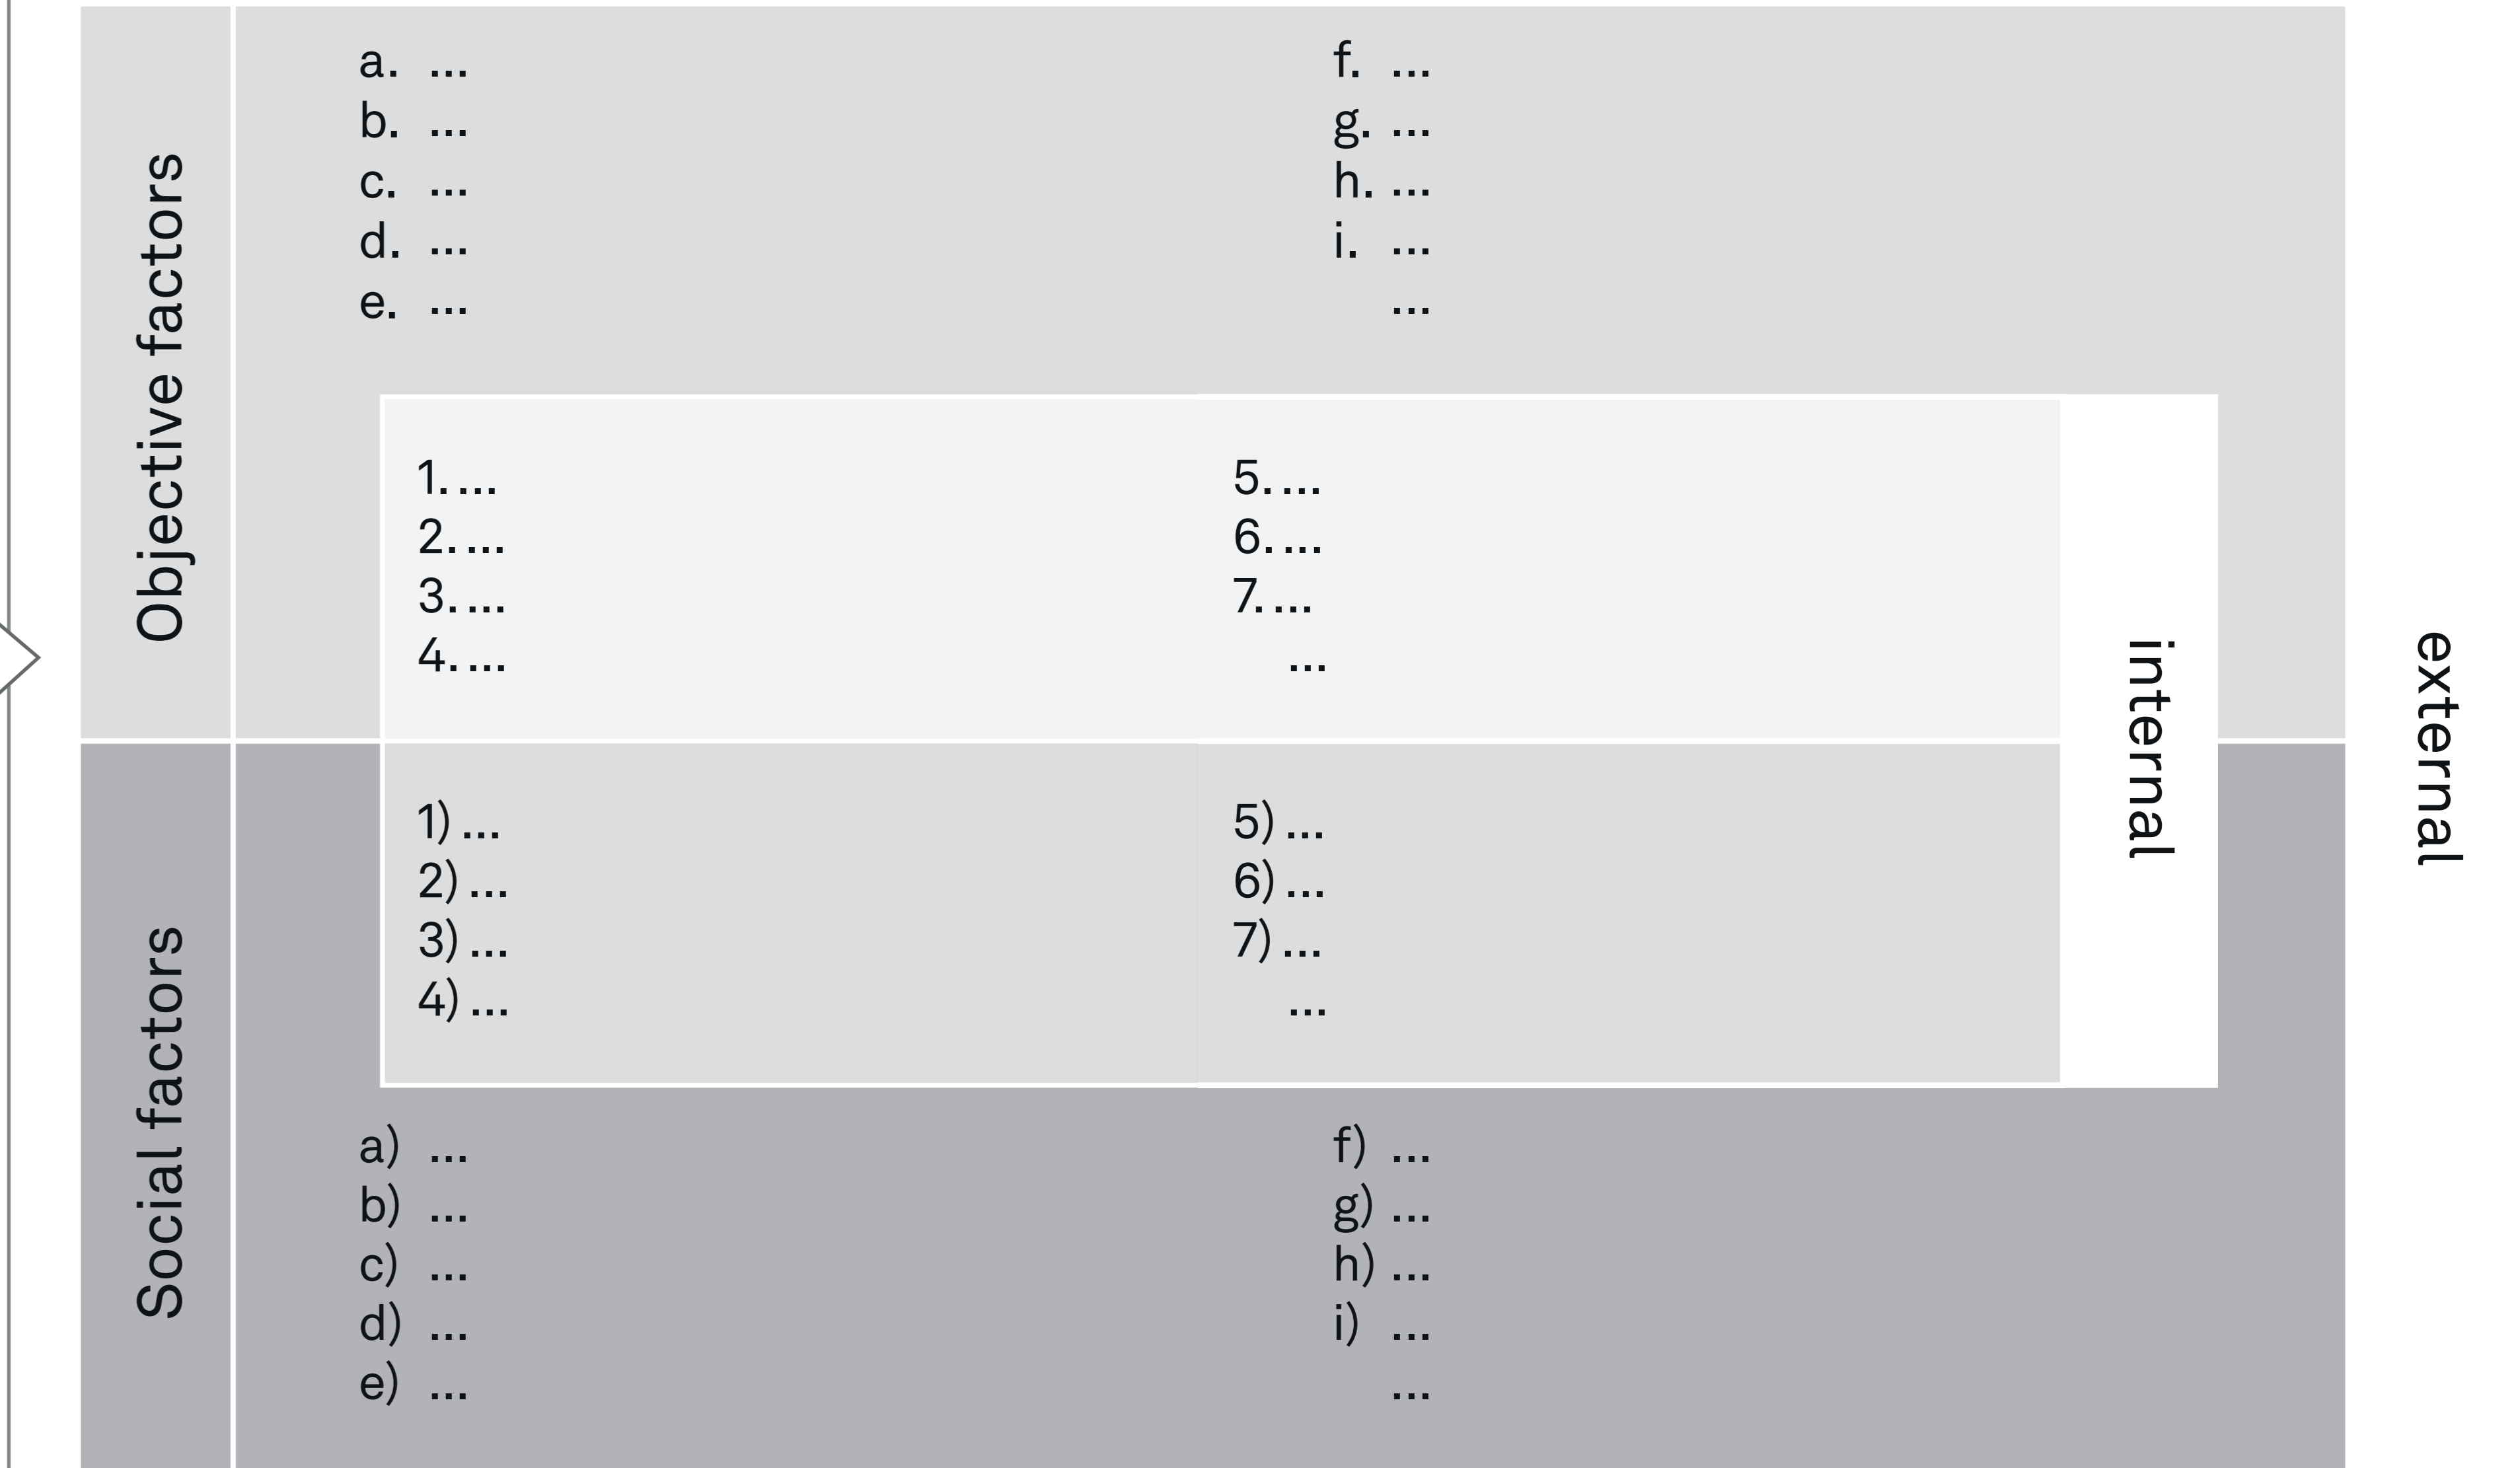 Objective factors
a. ...
b. ...
c. ...
d. ...
e. ...
f. ...
g. ...
h. ...
i. ...
...
1. ...
2. ...
3. ...
4. ...
5. ...
6. ...
7. ...
...
internal
external
Social factors
1) ...
2) ...
3) ...
4) ...
5) ...
6) ...
7) ...
...
a) ...
b) ...
c) ...
d) ...
e) ...
f) ...
g) ...
h) ...
i) ...
...